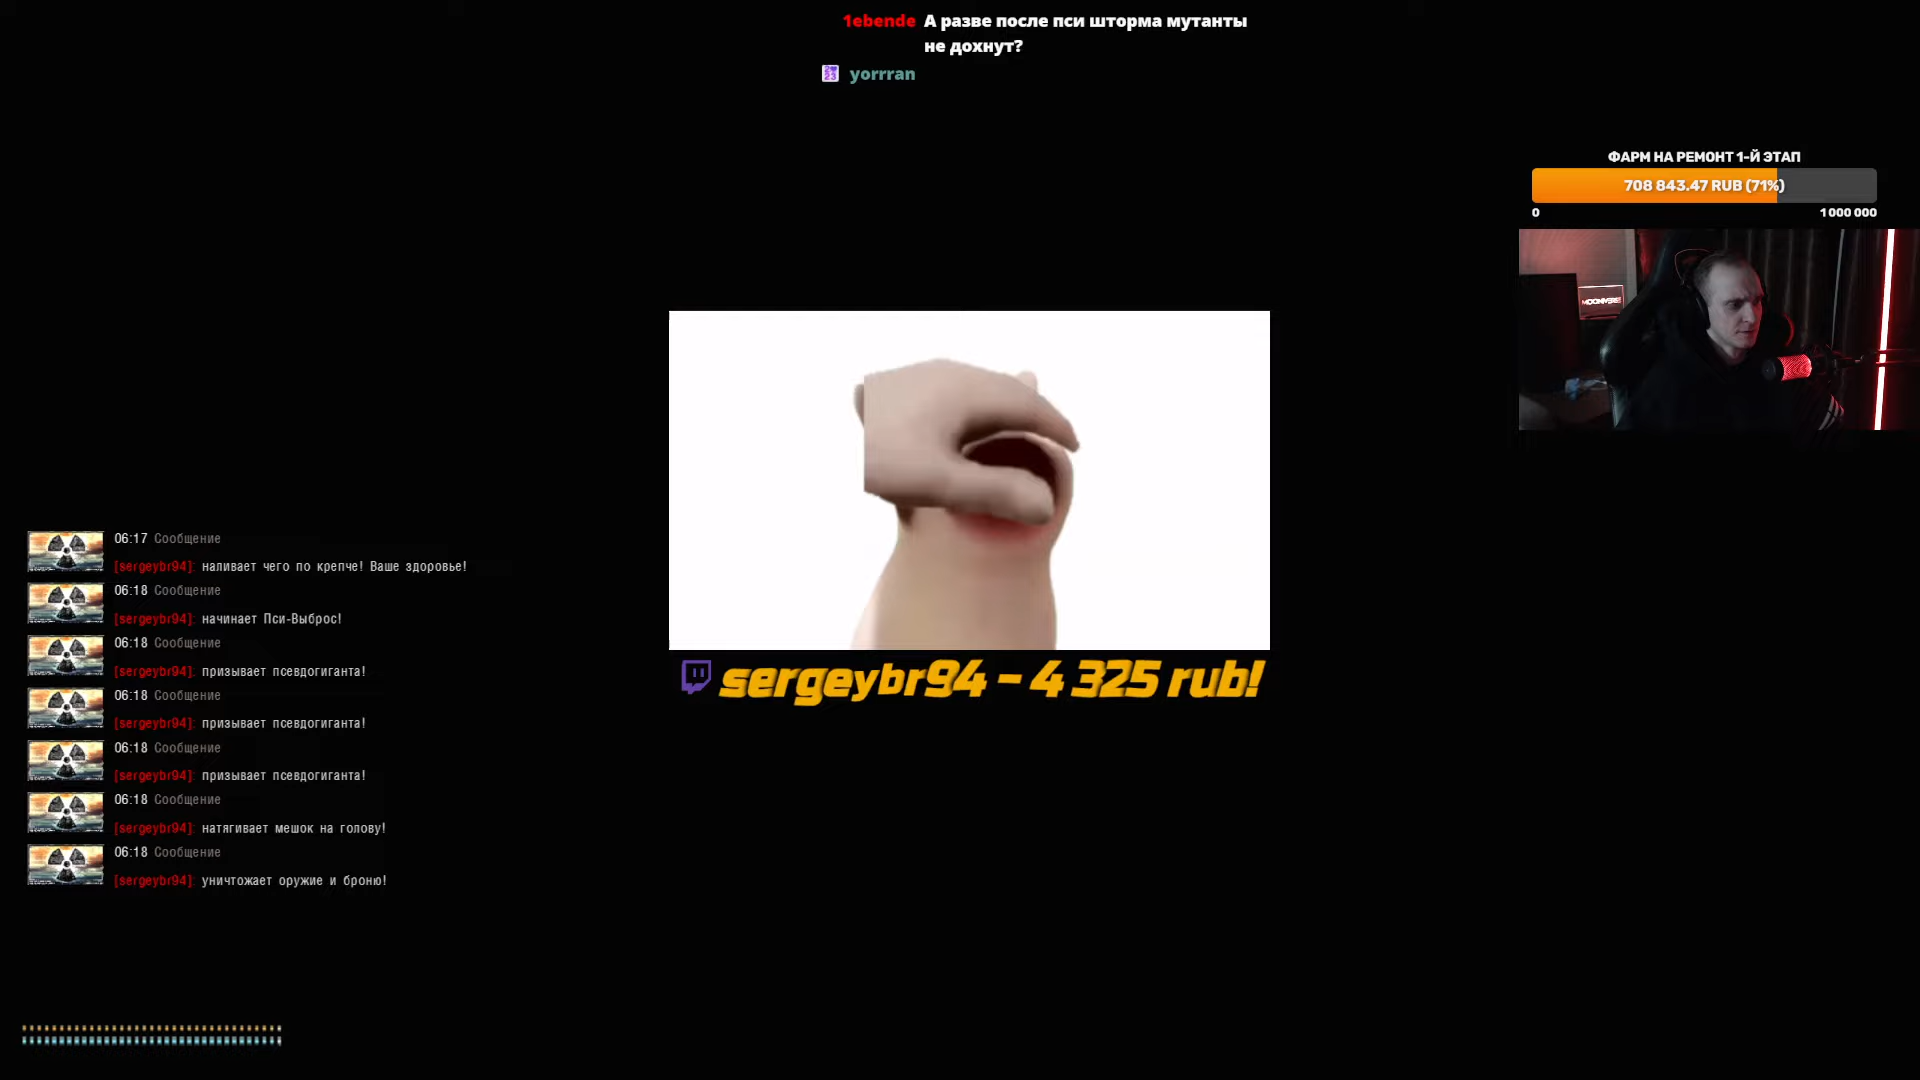 1ebende А разве после пси шторма мутанты
не дохнут?
yorrran
ФАРМ НА РЕМОНТ 1-Й ЭТАП
708 843.47 RUB (71%)
0 1 000 000
06:17 Сообщение
[sergeybr94]: наливает чего по крепче! Ваше здоровье!
06:18 Сообщение
[sergeybr94]: начинает Пси-Выброс!
06:18 Сообщение
[sergeybr94]: призывает псевдогиганта!
06:18 Сообщение
[sergeybr94]: призывает псевдогиганта!
06:18 Сообщение
[sergeybr94]: призывает псевдогиганта!
06:18 Сообщение
[sergeybr94]: натягивает мешок на голову!
06:18 Сообщение
[sergeybr94]: уничтожает оружие и броню!
sergeybr94 – 4 325 rub!